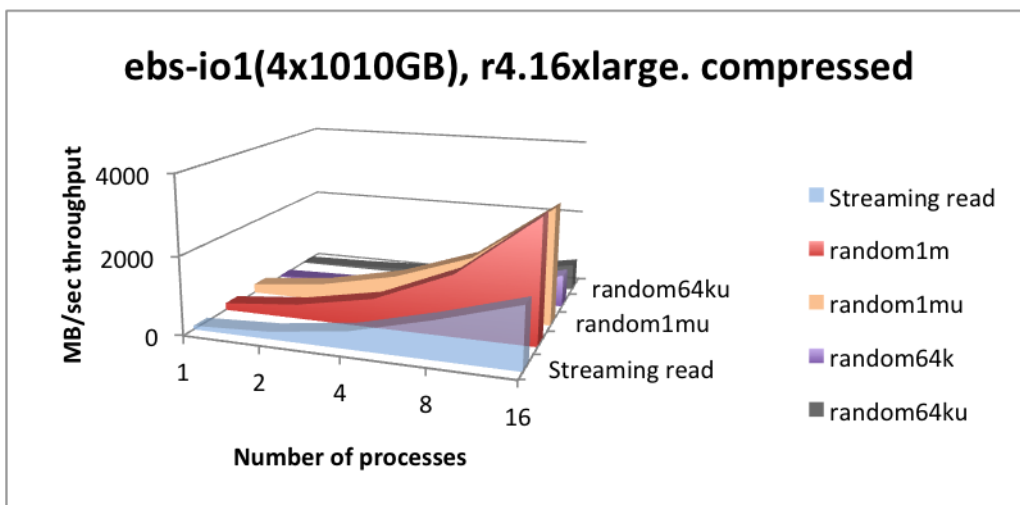 ebs-io1(4x1010GB), r4.16xlarge. compressed
MB/sec throughput
4000
2000
0
1
2
4
8
16
Number of processes
random64ku
random1mu
Streaming read
Streaming read
random1m
random1mu
random64k
random64ku